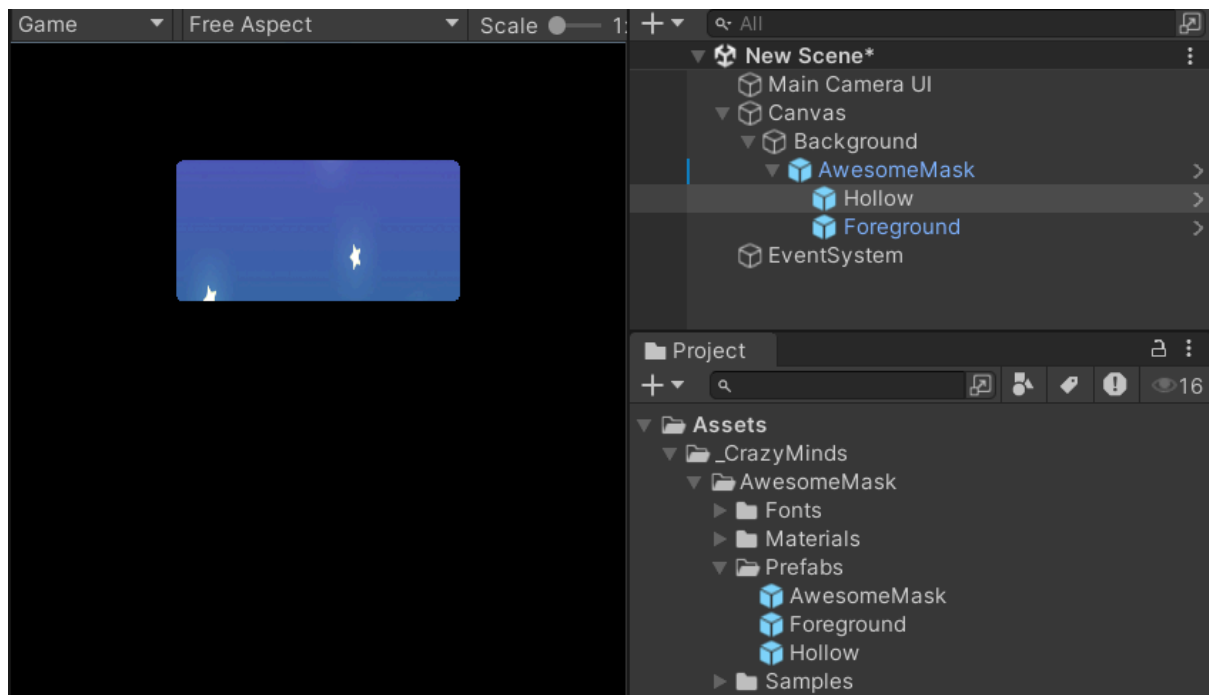 Game Free Aspect Scale 1:
All
New Scene*
Main Camera UI
Canvas
Background
AwesomeMask
Hollow
Foreground
EventSystem
Project
16
Assets
_CrazyMinds
AwesomeMask
Fonts
Materials
Prefabs
AwesomeMask
Foreground
Hollow
Samples